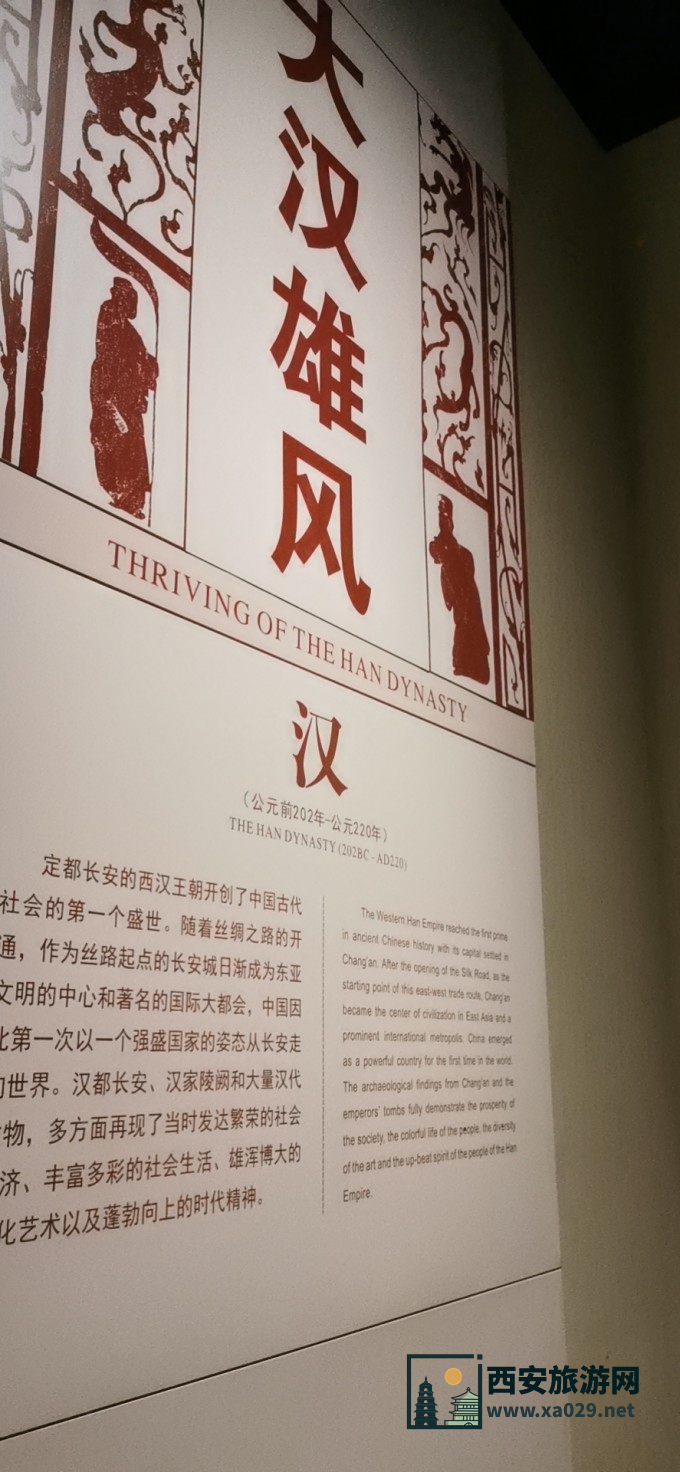 大汉雄风
THRIVING OF THE HAN DYNASTY
汉
（公元前202年-公元220年）
THE HAN DYNASTY (202BC - AD220)
定都长安的西汉王朝开创了中国古代
社会的第一个盛世。随着丝绸之路的开
通，作为丝路起点的长安城日渐成为东亚
文明的中心和著名的国际大都会，中国因
此第一次以一个强盛国家的姿态从长安走
向世界。汉都长安、汉家陵阙和大量汉代
物，多方面再现了当时发达繁荣的社会
济、丰富多彩的社会生活、雄浑博大的
化艺术以及蓬勃向上的时代精神。
The Western Han Empire reached the first prime
in ancient Chinese history with its capital settled in
Chang'an. After the opening of the Silk Road, as the
starting point of this east-west trade route, Chang'an
became the center of civilization in East Asia and a
prominent international metropolis. China emerged
as a powerful country for the first time in the world.
The archaeological findings from Chang'an and the
emperors' tombs fully demonstrate the prosperity of
the society, the colorful life of the people, the diversity
of the art and the up-beat spirit of the people of the Han
Empire.
西安旅游网
www.xa029.net